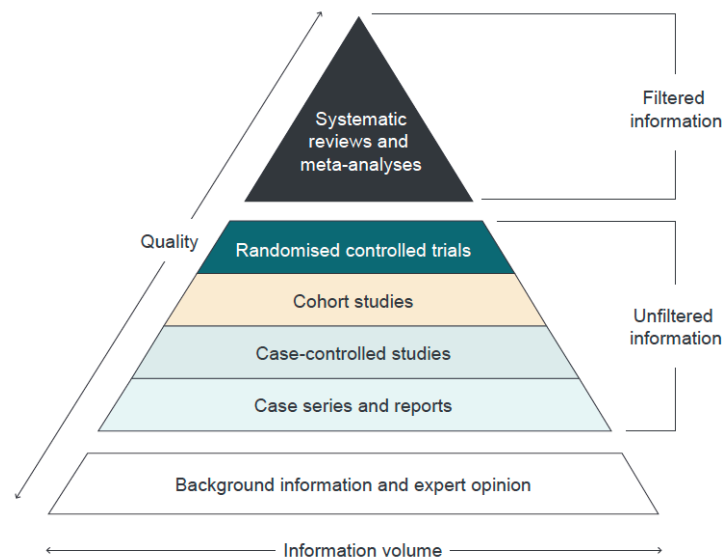 Systematic
reviews and
meta-analyses
Filtered
information
Quality
Randomised controlled trials
Cohort studies
Unfiltered
information
Case-controlled studies
Case series and reports
Background information and expert opinion
Information volume